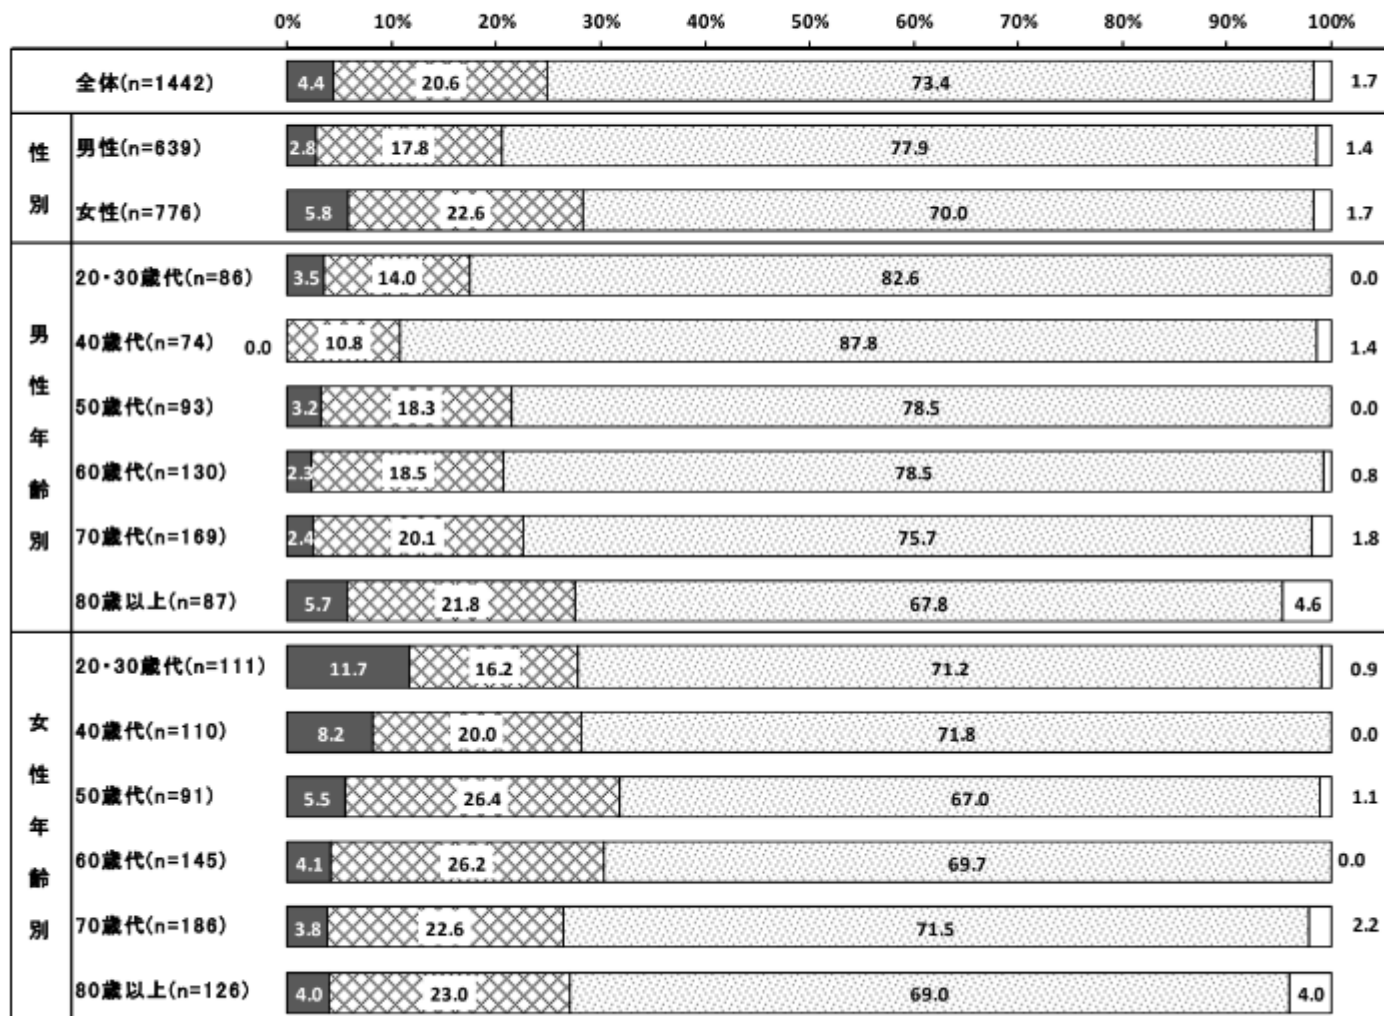 0% 10% 20% 30% 40% 50% 60% 70% 80% 90% 100%
全体(n=1442) 4.4 20.6 73.4 1.7
性別
男性(n=639) 2.8 17.8 77.9 1.4
女性(n=776) 5.8 22.6 70.0 1.7
男性年齢別
20・30歳代(n=86) 3.5 14.0 82.6 0.0
40歳代(n=74) 0.0 10.8 87.8 1.4
50歳代(n=93) 3.2 18.3 78.5 0.0
60歳代(n=130) 2.3 18.5 78.5 0.8
70歳代(n=169) 2.4 20.1 75.7 1.8
80歳以上(n=87) 5.7 21.8 67.8 4.6
女性年齢別
20・30歳代(n=111) 11.7 16.2 71.2 0.9
40歳代(n=110) 8.2 20.0 71.8 0.0
50歳代(n=91) 5.5 26.4 67.0 1.1
60歳代(n=145) 4.1 26.2 69.7 0.0
70歳代(n=186) 3.8 22.6 71.5 2.2
80歳以上(n=126) 4.0 23.0 69.0 4.0